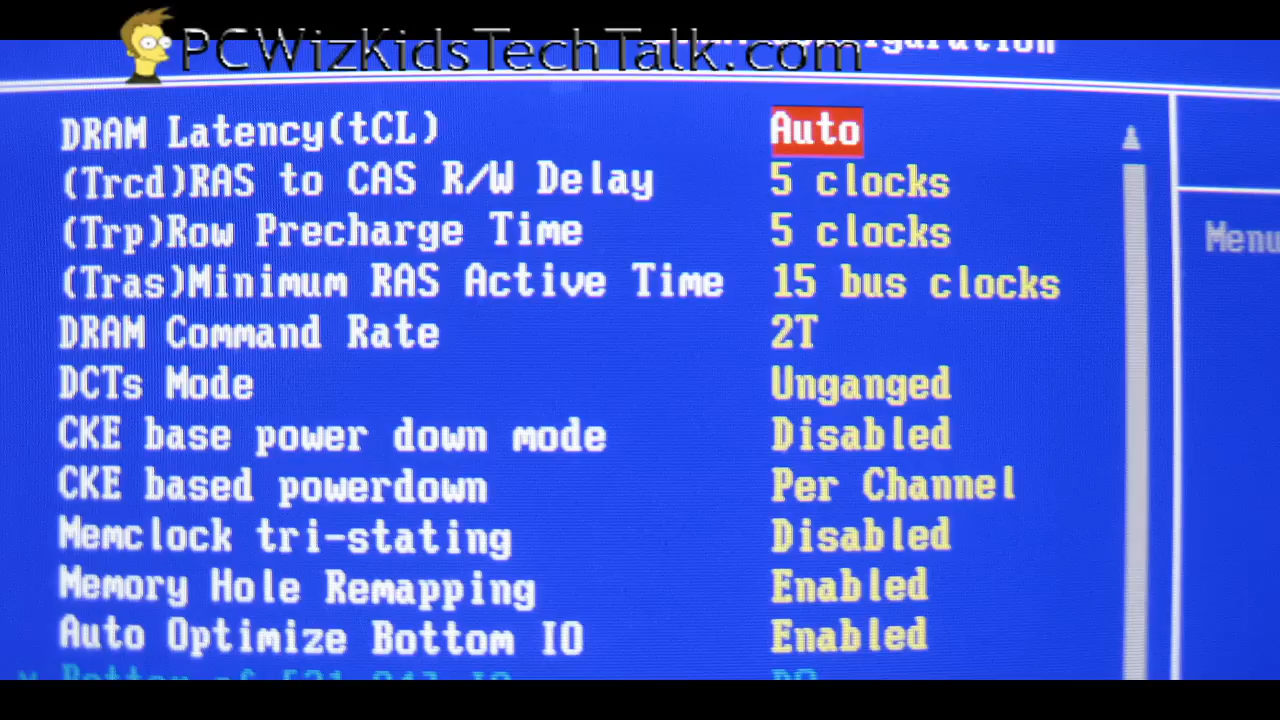 PCWizKidsTechTalk.com
DRAM Latency(tCL) Auto
(Trcd)RAS to CAS R/W Delay 5 clocks
(Trp)Row Precharge Time 5 clocks
(Tras)Minimum RAS Active Time 15 bus clocks
DRAM Command Rate 2T
DCTs Mode Unganged
CKE base power down mode Disabled
CKE based powerdown Per Channel
Memclock tri-stating Disabled
Memory Hole Remapping Enabled
Auto Optimize Bottom IO Enabled
Menu